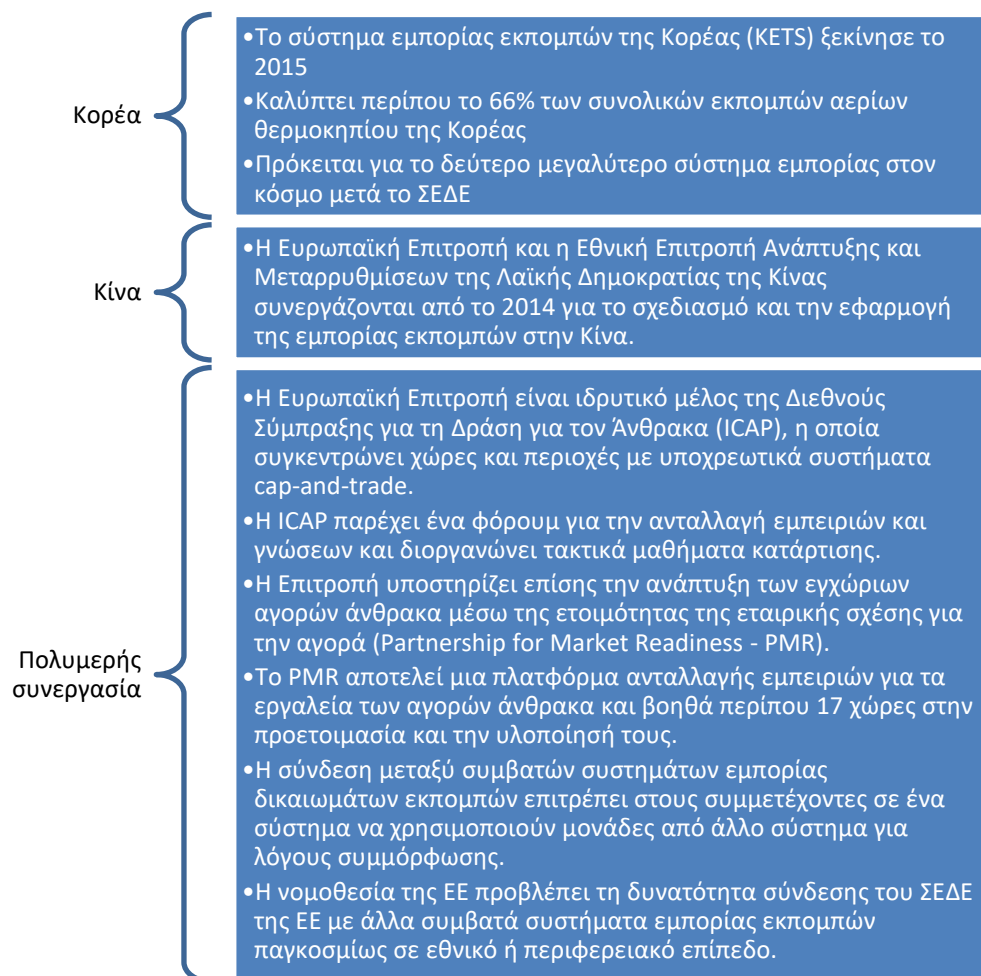 Κορέα
•Το σύστημα εμπορίας εκπομπών της Κορέας (KETS) ξεκίνησε το
2015
•Καλύπτει περίπου το 66% των συνολικών εκπομπών αερίων
θερμοκηπίου της Κορέας
•Πρόκειται για το δεύτερο μεγαλύτερο σύστημα εμπορίας στον
κόσμο μετά το ΣΕΔΕ
Κίνα
•Η Ευρωπαϊκή Επιτροπή και η Εθνική Επιτροπή Ανάπτυξης και
Μεταρρυθμίσεων της Λαϊκής Δημοκρατίας της Κίνας
συνεργάζονται από το 2014 για το σχεδιασμό και την εφαρμογή
της εμπορίας εκπομπών στην Κίνα.
Πολυμερής
συνεργασία
•Η Ευρωπαϊκή Επιτροπή είναι ιδρυτικό μέλος της Διεθνούς
Σύμπραξης για τη Δράση για τον Άνθρακα (ICAP), η οποία
συγκεντρώνει χώρες και περιοχές με υποχρεωτικά συστήματα
cap-and-trade.
•Η ICAP παρέχει ένα φόρουμ για την ανταλλαγή εμπειριών και
γνώσεων και διοργανώνει τακτικά μαθήματα κατάρτισης.
•Η Επιτροπή υποστηρίζει επίσης την ανάπτυξη των εγχώριων
αγορών άνθρακα μέσω της ετοιμότητας της εταιρικής σχέσης για
την αγορά (Partnership for Market Readiness - PMR).
•Το PMR αποτελεί μια πλατφόρμα ανταλλαγής εμπειριών για τα
εργαλεία των αγορών άνθρακα και βοηθά περίπου 17 χώρες στην
προετοιμασία και την υλοποίησή τους.
•Η σύνδεση μεταξύ συμβατών συστημάτων εμπορίας
δικαιωμάτων εκπομπών επιτρέπει στους συμμετέχοντες σε ένα
σύστημα να χρησιμοποιούν μονάδες από άλλο σύστημα για
λόγους συμμόρφωσης.
•Η νομοθεσία της ΕΕ προβλέπει τη δυνατότητα σύνδεσης του ΣΕΔΕ
της ΕΕ με άλλα συμβατά συστήματα εμπορίας εκπομπών
παγκοσμίως σε εθνικό ή περιφερειακό επίπεδο.